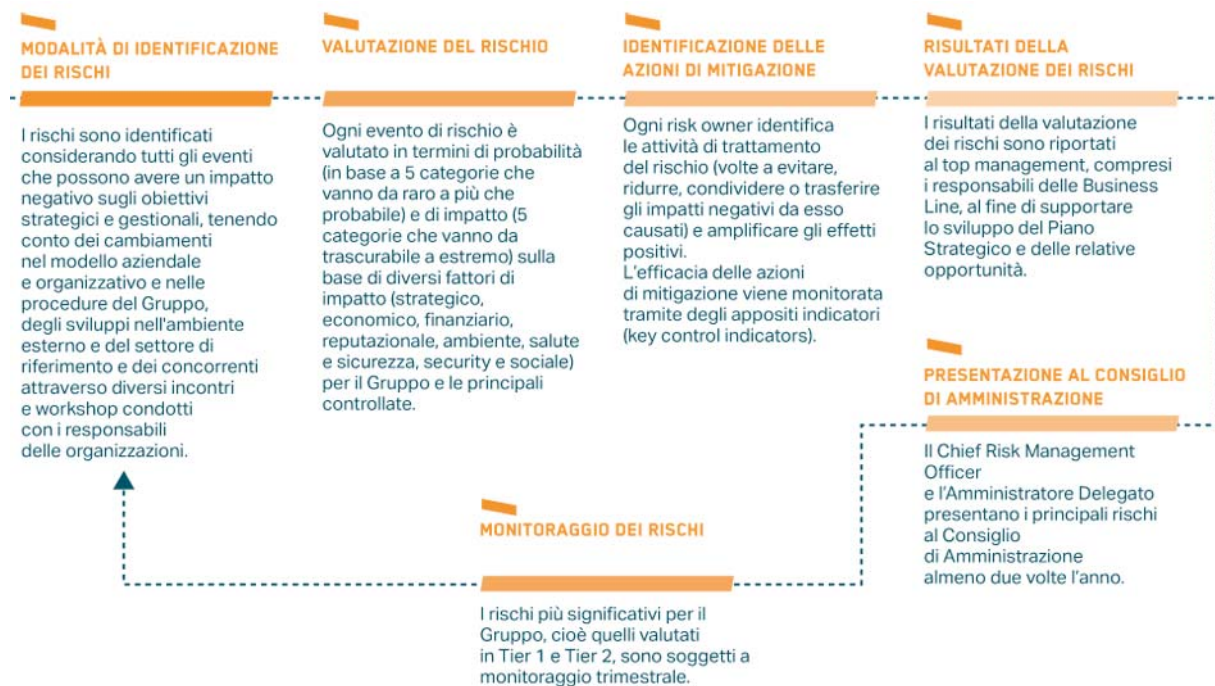 MODALITÀ DI IDENTIFICAZIONE
DEI RISCHI
I rischi sono identificati
considerando tutti gli eventi
che possono avere un impatto
negativo sugli obiettivi
strategici e gestionali, tenendo
conto dei cambiamenti
nel modello aziendale
e organizzativo e nelle
procedure del Gruppo,
degli sviluppi nell'ambiente
esterno e del settore di
riferimento e dei concorrenti
attraverso diversi incontri
e workshop condotti
con i responsabili
delle organizzazioni.
VALUTAZIONE DEL RISCHIO
Ogni evento di rischio è
valutato in termini di probabilità
(in base a 5 categorie che
vanno da raro a più che
probabile) e di impatto (5
categorie che vanno da
trascurabile a estremo) sulla
base di diversi fattori di
impatto (strategico,
economico, finanziario,
reputazionale, ambiente, salute
e sicurezza, security e sociale)
per il Gruppo e le principali
controllate.
IDENTIFICAZIONE DELLE
AZIONI DI MITIGAZIONE
Ogni risk owner identifica
le attività di trattamento
del rischio (volte a evitare,
ridurre, condividere o trasferire
gli impatti negativi da esso
causati) e amplificare gli effetti
positivi.
L'efficacia delle azioni
di mitigazione viene monitorata
tramite degli appositi indicatori
(key control indicators).
RISULTATI DELLA
VALUTAZIONE DEI RISCHI
I risultati della valutazione
dei rischi sono riportati
al top management, compresi
i responsabili delle Business
Line, al fine di supportare
lo sviluppo del Piano
Strategico e delle relative
opportunità.
PRESENTAZIONE AL CONSIGLIO
DI AMMINISTRAZIONE
Il Chief Risk Management
Officer
e l'Amministratore Delegato
presentano i principali rischi
al Consiglio
di Amministrazione
almeno due volte l'anno.
MONITORAGGIO DEI RISCHI
I rischi più significativi per il
Gruppo, cioè quelli valutati
in Tier 1 e Tier 2, sono soggetti a
monitoraggio trimestrale.